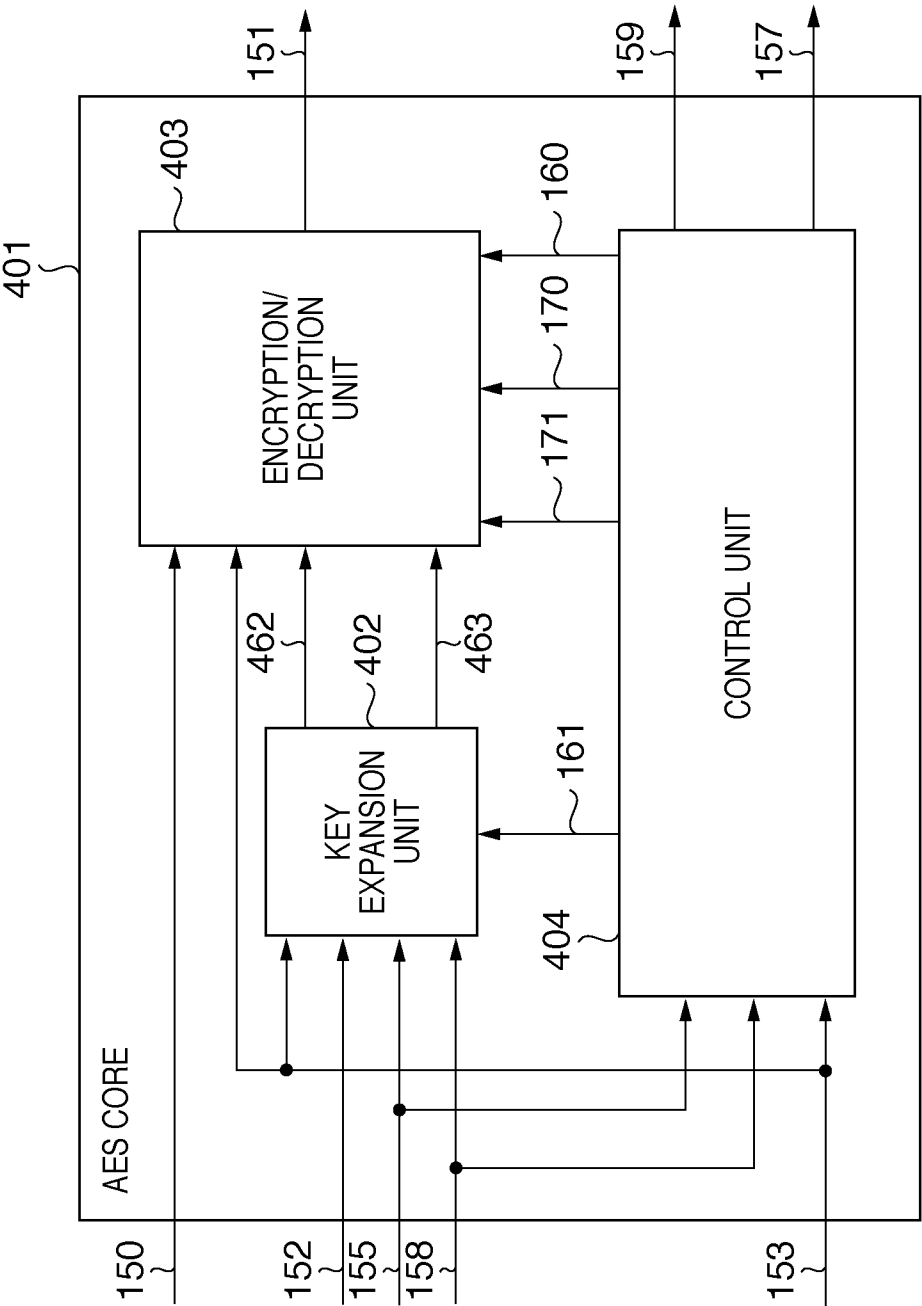 401
AES CORE
403
ENCRYPTION/
DECRYPTION
UNIT
151
150
462
402
463
KEY
EXPANSION
UNIT
152
155
158
161
171
170
160
404
CONTROL UNIT
159
157
153